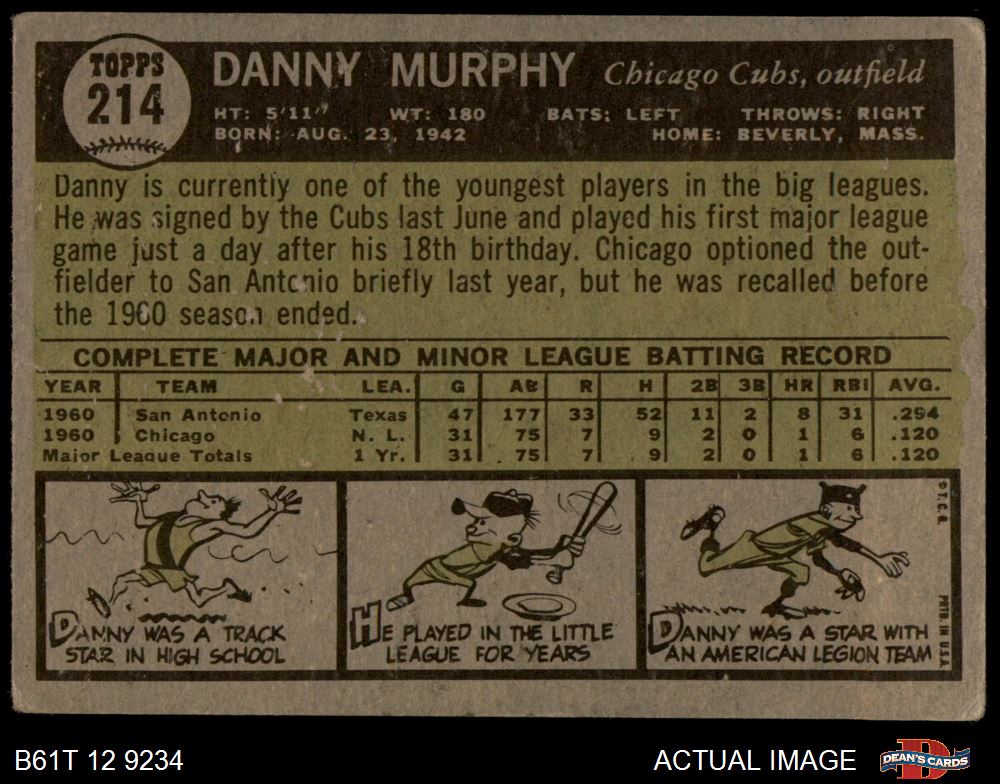 TOPPS
214
DANNY MURPHY Chicago Cubs, outfield
HT: 5'11" WT: 180 BATS: LEFT THROWS: RIGHT
BORN: AUG. 23, 1942 HOME: BEVERLY, MASS.
Danny is currently one of the youngest players in the big leagues.
He was signed by the Cubs last June and played his first major league
game just a day after his 18th birthday. Chicago optioned the out-
fielder to San Antonio briefly last year, but he was recalled before
the 1960 season ended.
COMPLETE MAJOR AND MINOR LEAGUE BATTING RECORD
YEAR TEAM LEA. G AB R H 2B 3B HR RBI AVG.
1960 San Antonio Texas 47 177 33 52 11 2 8 31 .294
1960 Chicago N. L. 31 75 7 9 2 0 1 6 .120
Major League Totals 1 Yr. 31 75 7 9 2 0 1 6 .120
DANNY WAS A TRACK
STAR IN HIGH SCHOOL
HE PLAYED IN THE LITTLE
LEAGUE FOR YEARS
DANNY WAS A STAR WITH
AN AMERICAN LEGION TEAM
© T.C.G.
PRTD. IN U.S.A.
B61T 12 9234
ACTUAL IMAGE
D
DEAN'S CARDS